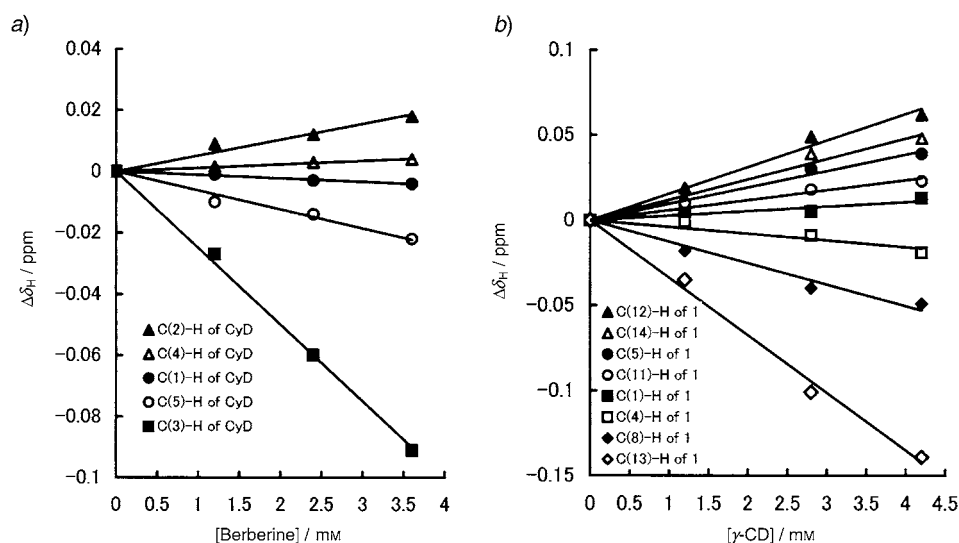 a)
0.04
0.02
0
−0.02
−0.04
−0.06
−0.08
−0.1
ΔδH / ppm
▲ C(2)-H of CyD
△ C(4)-H of CyD
● C(1)-H of CyD
○ C(5)-H of CyD
■ C(3)-H of CyD
0 0.5 1 1.5 2 2.5 3 3.5 4
[Berberine] / mM
b)
0.1
0.05
0
−0.05
−0.1
−0.15
ΔδH / ppm
▲ C(12)-H of 1
△ C(14)-H of 1
● C(5)-H of 1
○ C(11)-H of 1
■ C(1)-H of 1
□ C(4)-H of 1
◆ C(8)-H of 1
◇ C(13)-H of 1
0 0.5 1 1.5 2 2.5 3 3.5 4 4.5
[γ-CD] / mM